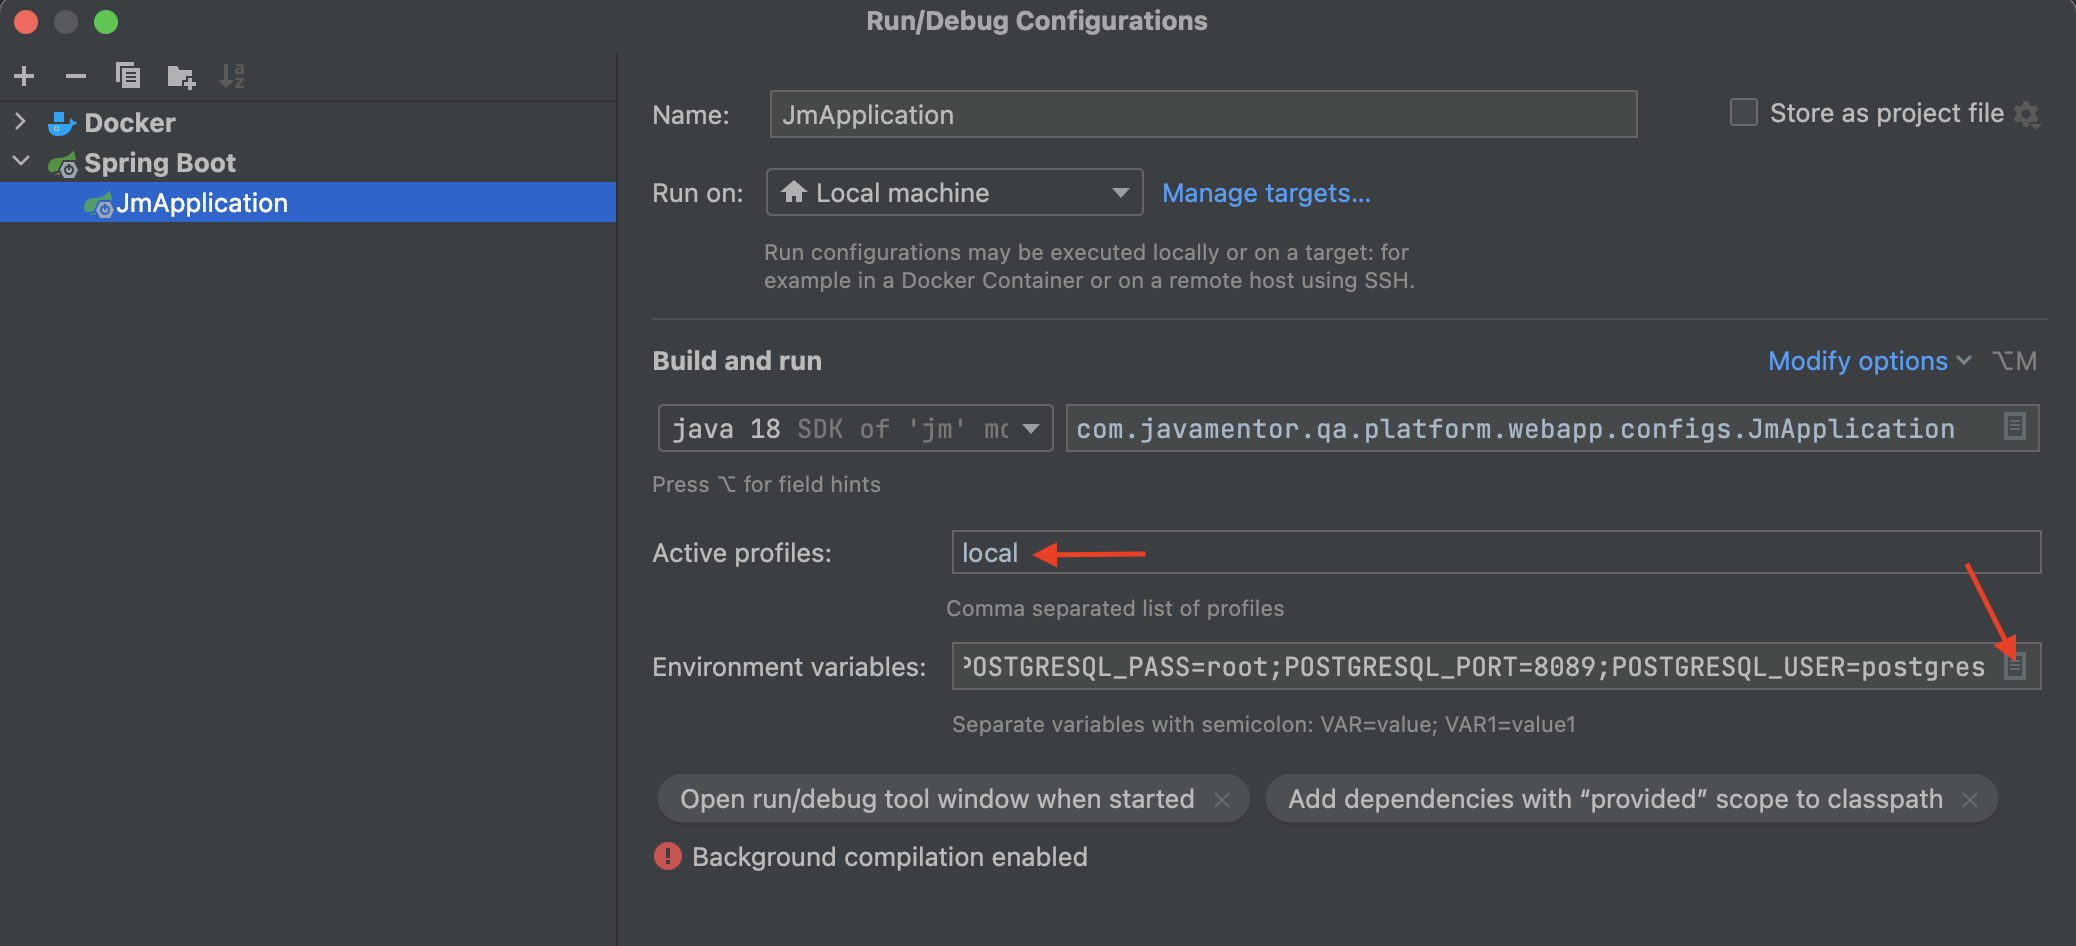 Run/Debug Configurations
Docker
Spring Boot
JmApplication
Name: JmApplication Store as project file
Run on: Local machine Manage targets...
Run configurations may be executed locally or on a target: for
example in a Docker Container or on a remote host using SSH.
Build and run Modify options ⌥M
java 18 SDK of 'jm' com.javamentor.qa.platform.webapp.configs.JmApplication
Press ⌥ for field hints
Active profiles: local
Comma separated list of profiles
Environment variables: POSTGRESQL_PASS=root;POSTGRESQL_PORT=8089;POSTGRESQL_USER=postgres
Separate variables with semicolon: VAR=value; VAR1=value1
Open run/debug tool window when started × Add dependencies with “provided” scope to classpath ×
Background compilation enabled